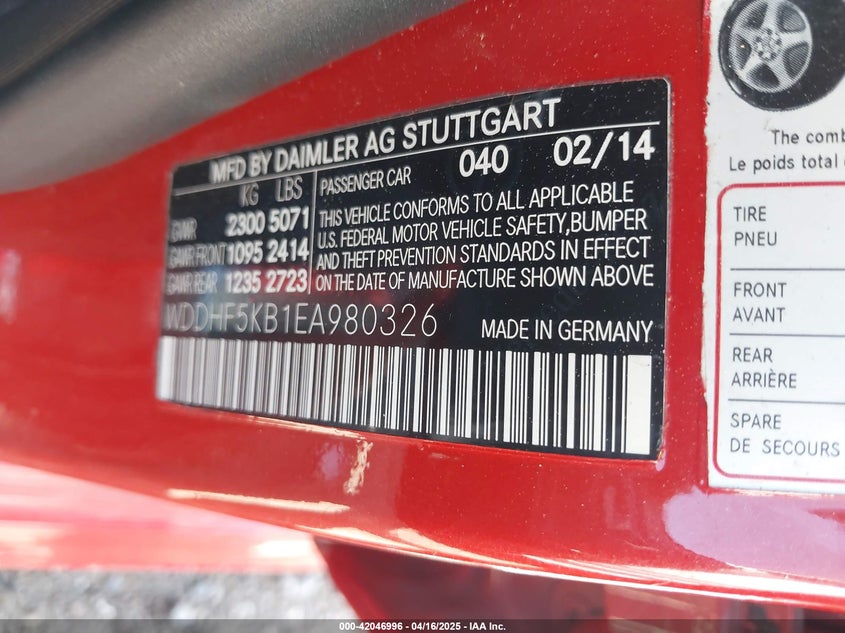 MFD BY DAIMLER AG STUTTGART
KG LBS
PASSENGER CAR 040 02/14
GVWR 2300 5071
GAWR FRONT 1095 2414
GAWR REAR 1235 2723
THIS VEHICLE CONFORMS TO ALL APPLICABLE
U.S. FEDERAL MOTOR VEHICLE SAFETY, BUMPER
AND THEFT PREVENTION STANDARDS IN EFFECT
ON THE DATE OF MANUFACTURE SHOWN ABOVE
WDDHF5KB1EA980326
MADE IN GERMANY
The comb
Le poids total
TIRE
PNEU
FRONT
AVANT
REAR
ARRIÈRE
SPARE
DE SECOURS
000-42046996 - 04/16/2025 - IAA Inc.